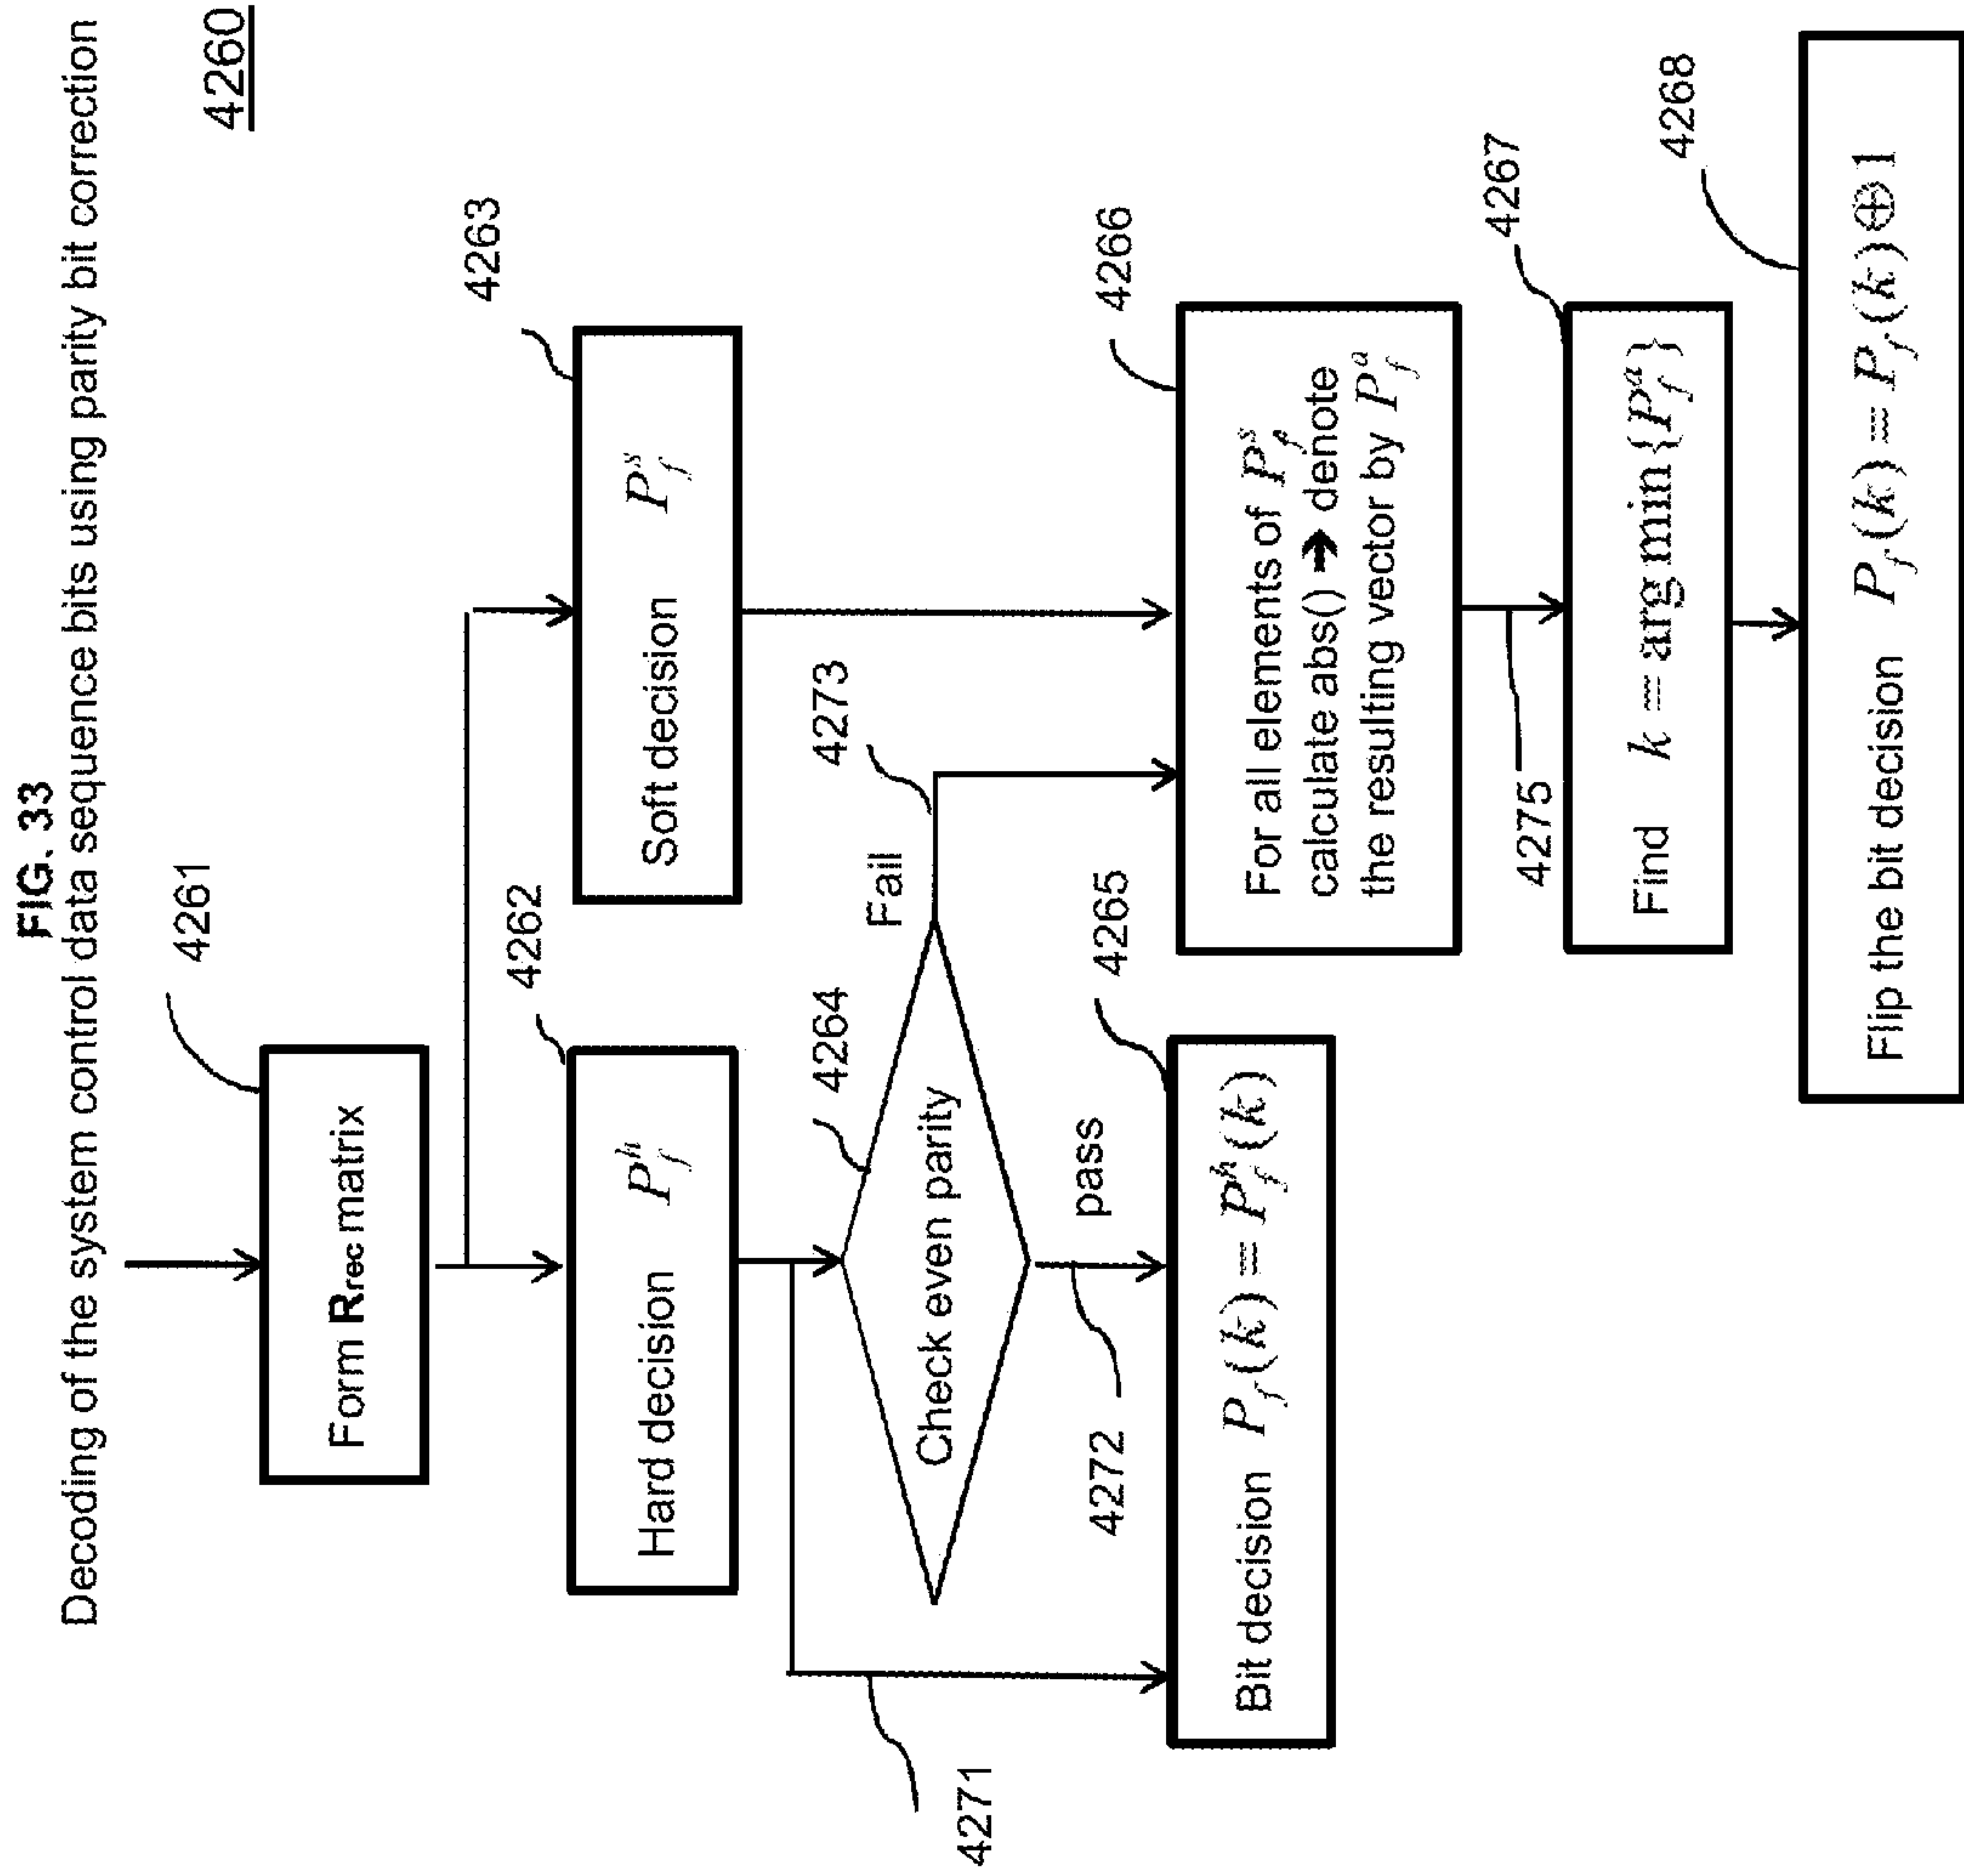 FIG. 33
Decoding of the system control data sequence bits using parity bit correction
4260
4261
Form Rrec matrix
4262
Hard decision P_f^h
4263
Soft decision P_f^s
4264
Check even parity
Fail
4273
pass
4272
4271
4265
Bit decision P_f(k) = P_f^h(k)
4266
For all elements of P_f^s
calculate abs() ➔ denote
the resulting vector by P_f^a
4275
4267
Find k = arg min{P_f^a}
4268
Flip the bit decision P_f(k) = P_f(k)⊕1